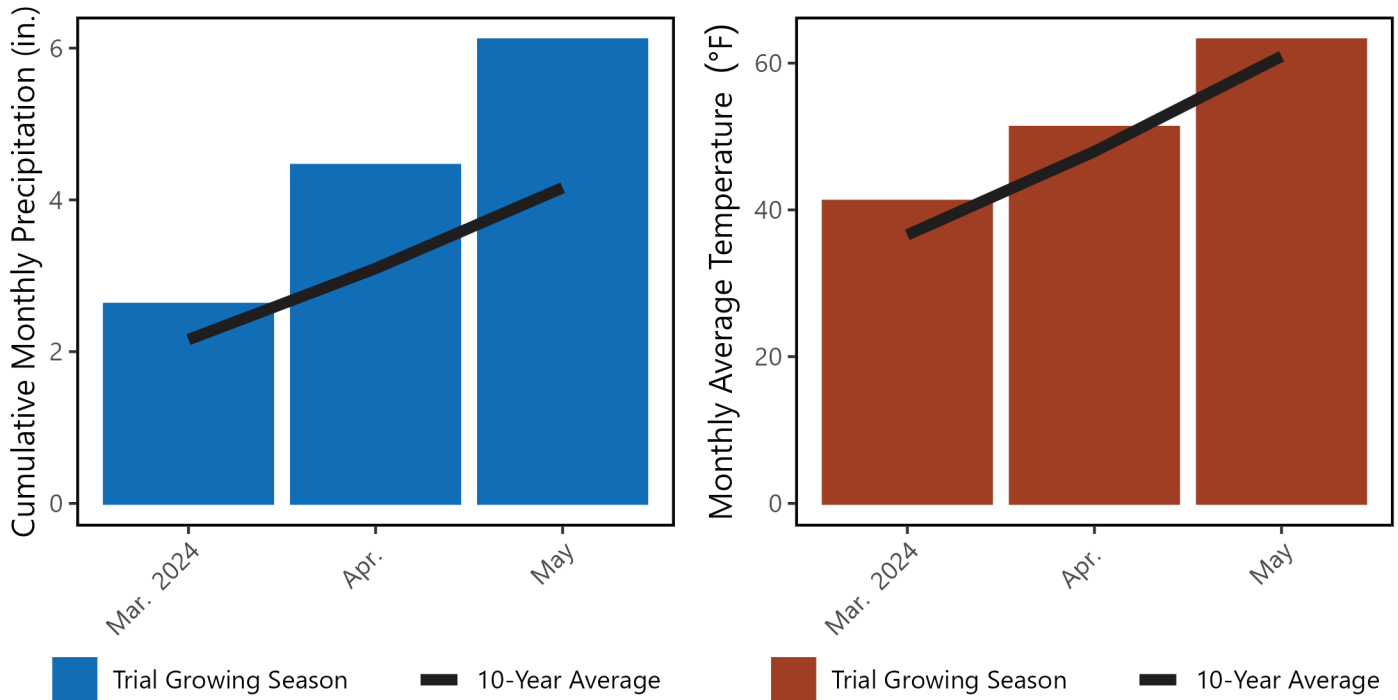 Cumulative Monthly Precipitation (in.)
6
4
2
0
Mar. 2024
Apr.
May
Trial Growing Season
10-Year Average
Monthly Average Temperature (°F)
60
40
20
0
Mar. 2024
Apr.
May
Trial Growing Season
10-Year Average